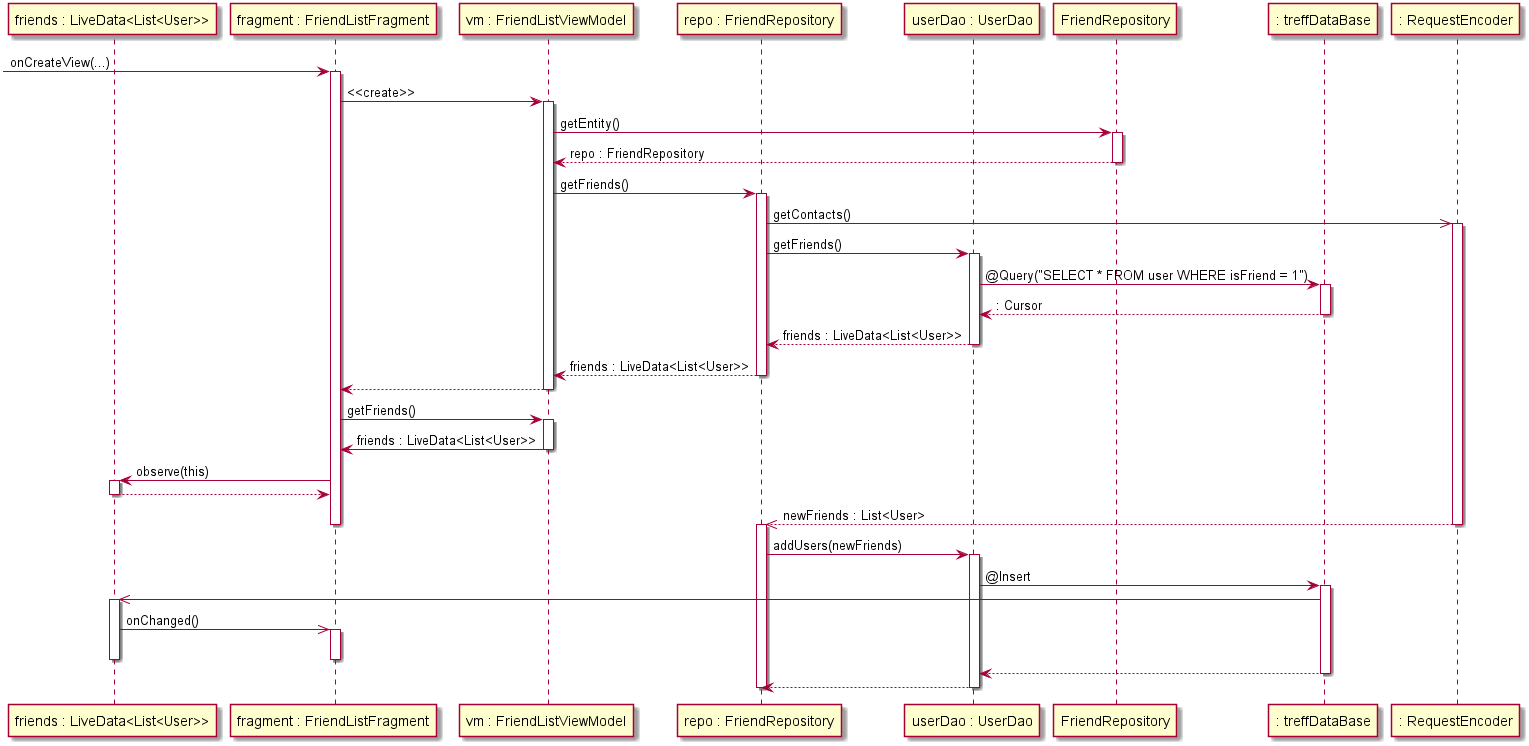 friends : LiveData<List<User>>
fragment : FriendListFragment
vm : FriendListViewModel
repo : FriendRepository
userDao : UserDao
FriendRepository
: treffDataBase
: RequestEncoder
onCreateView(...)
<<create>>
getEntity()
repo : FriendRepository
getFriends()
getContacts()
getFriends()
@Query("SELECT * FROM user WHERE isFriend = 1")
: Cursor
friends : LiveData<List<User>>
friends : LiveData<List<User>>
getFriends()
friends : LiveData<List<User>>
observe(this)
newFriends : List<User>
addUsers(newFriends)
@Insert
onChanged()
friends : LiveData<List<User>>
fragment : FriendListFragment
vm : FriendListViewModel
repo : FriendRepository
userDao : UserDao
FriendRepository
: treffDataBase
: RequestEncoder